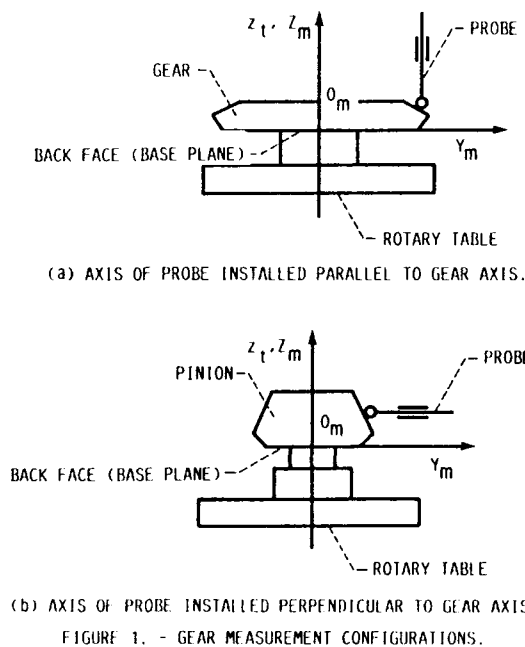 z_t, Z_m
PROBE
GEAR
O_m
BACK FACE (BASE PLANE)
Y_m
ROTARY TABLE
(a) AXIS OF PROBE INSTALLED PARALLEL TO GEAR AXIS.
z_t, Z_m
PINION
PROBE
O_m
BACK FACE (BASE PLANE)
Y_m
ROTARY TABLE
(b) AXIS OF PROBE INSTALLED PERPENDICULAR TO GEAR AXIS
FIGURE 1. - GEAR MEASUREMENT CONFIGURATIONS.